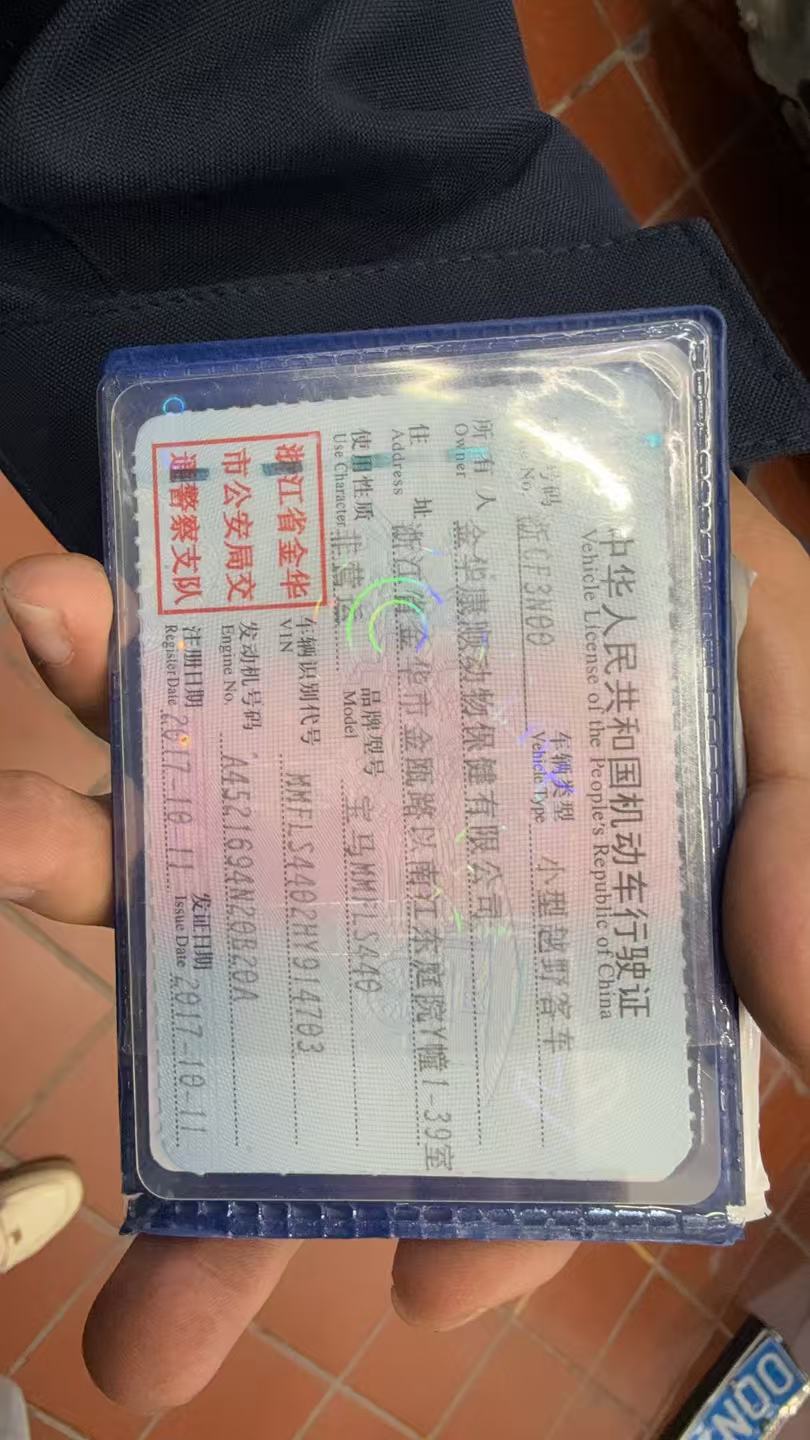 中华人民共和国机动车行驶证
Vehicle License of the People's Republic of China
号码 浙GF3N00 车辆类型 小型越野客车
No. Vehicle Type
所有人 金华康顺动物保健有限公司
Owner
住址 浙江省金华市金瓯路以南江东庭院Y幢1-39室
Address
使用性质 非营运 品牌型号 宝马MMFLS440
Use Character Model
浙江省金华
市公安局交
通警察支队
车辆识别代号 MMFLS4402HY914703
VIN
发动机号码 A4521694N20B20A
Engine No.
注册日期 2017-10-11 发证日期 2017-10-11
Register Date Issue Date